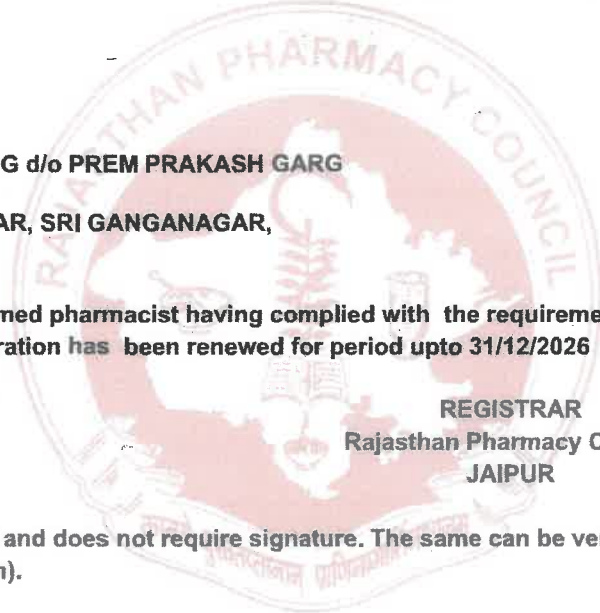 RAJASTHAN PHARMACY COUNCIL
G d/o PREM PRAKASH GARG
AR, SRI GANGANAGAR,
med pharmacist having complied with the requireme
ration has been renewed for period upto 31/12/2026
REGISTRAR
Rajasthan Pharmacy C
JAIPUR
and does not require signature. The same can be ve
n).